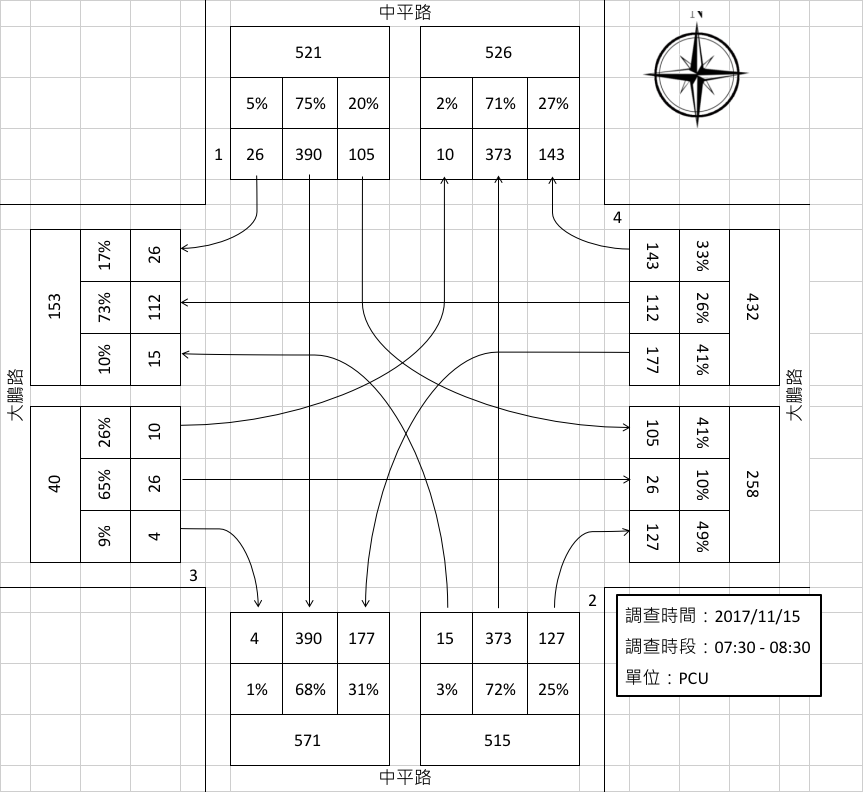 中平路
N
521
526
5% 75% 20%
2% 71% 27%
1
26 390 105
10 373 143
4
153
17% 26
73% 112
10% 15
143 33%
112 26%
177 41%
432
大鵬路
大鵬路
40
26% 10
65% 26
9% 4
105 41%
26 10%
127 49%
258
3
2
4 390 177
15 373 127
1% 68% 31%
3% 72% 25%
571
515
中平路
調查時間：2017/11/15
調查時段：07:30 - 08:30
單位：PCU